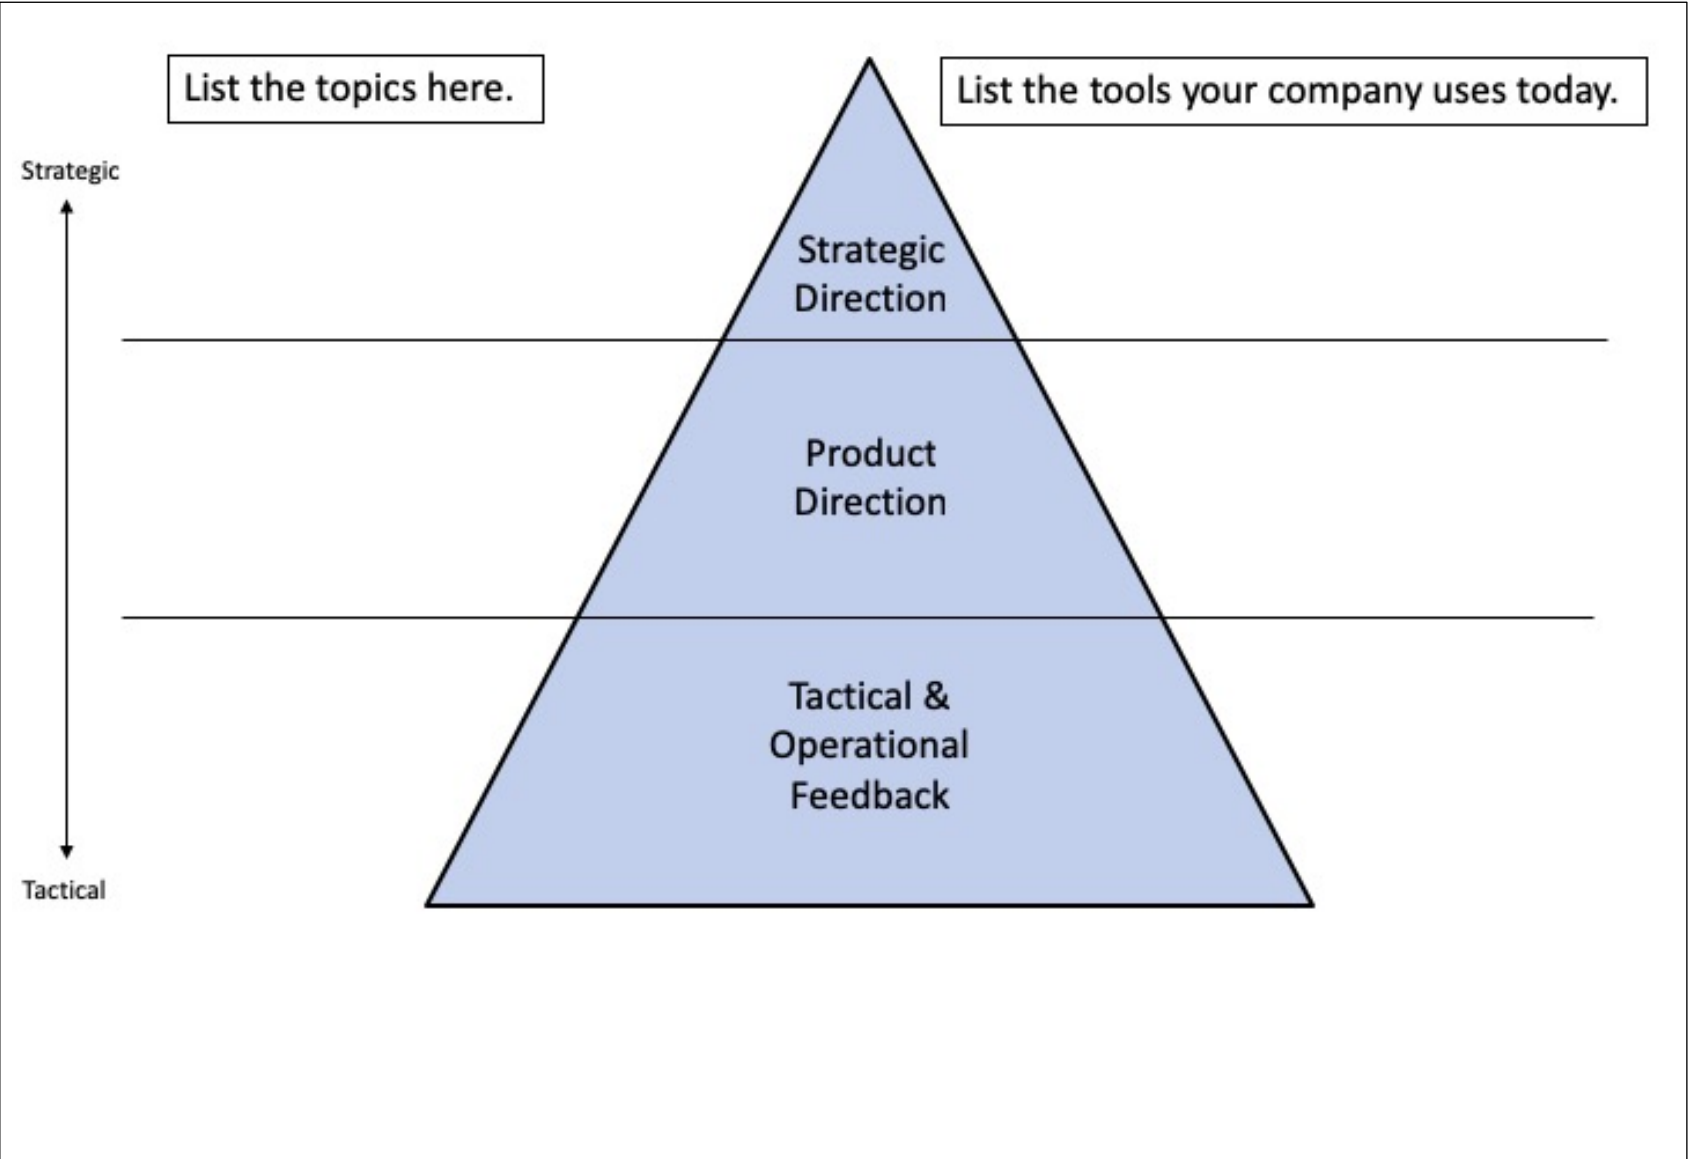 List the topics here.
List the tools your company uses today.
Strategic
Strategic
Direction
Product
Direction
Tactical &
Operational
Feedback
Tactical